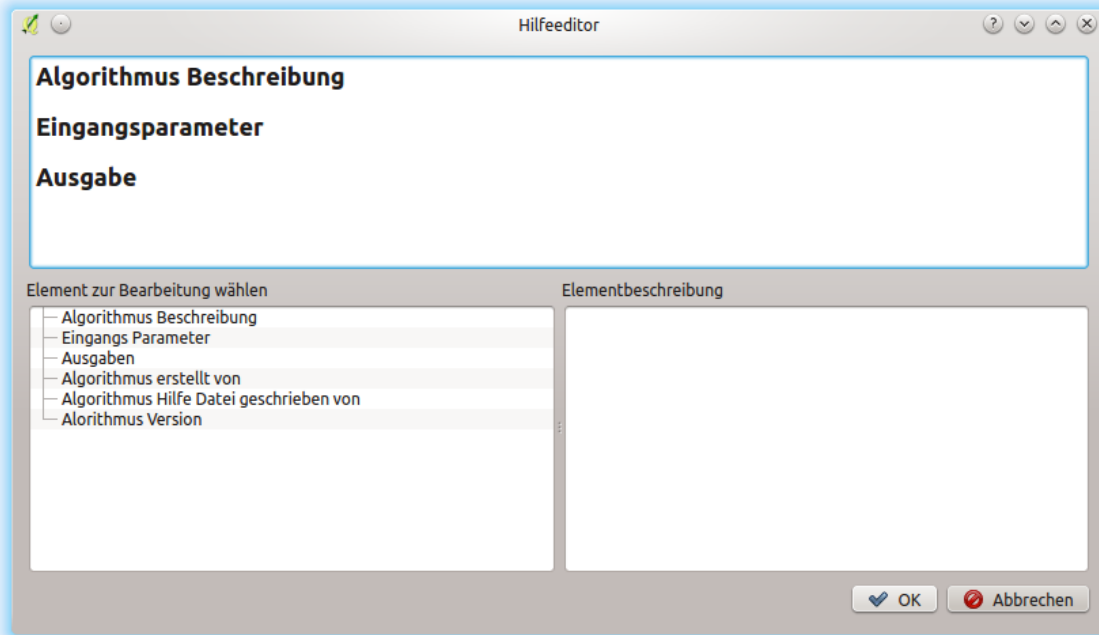 Hilfeeditor
Algorithmus Beschreibung
Eingangsparameter
Ausgabe
Element zur Bearbeitung wählen
Algorithmus Beschreibung
Eingangs Parameter
Ausgaben
Algorithmus erstellt von
Algorithmus Hilfe Datei geschrieben von
Alorithmus Version
Elementbeschreibung
OK
Abbrechen